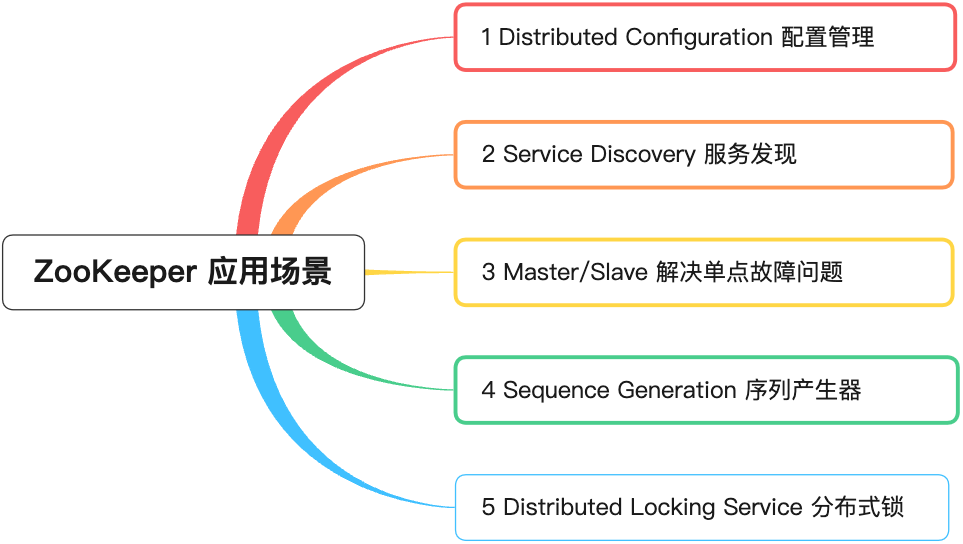 1 Distributed Configuration 配置管理
2 Service Discovery 服务发现
ZooKeeper 应用场景
3 Master/Slave 解决单点故障问题
4 Sequence Generation 序列产生器
5 Distributed Locking Service 分布式锁